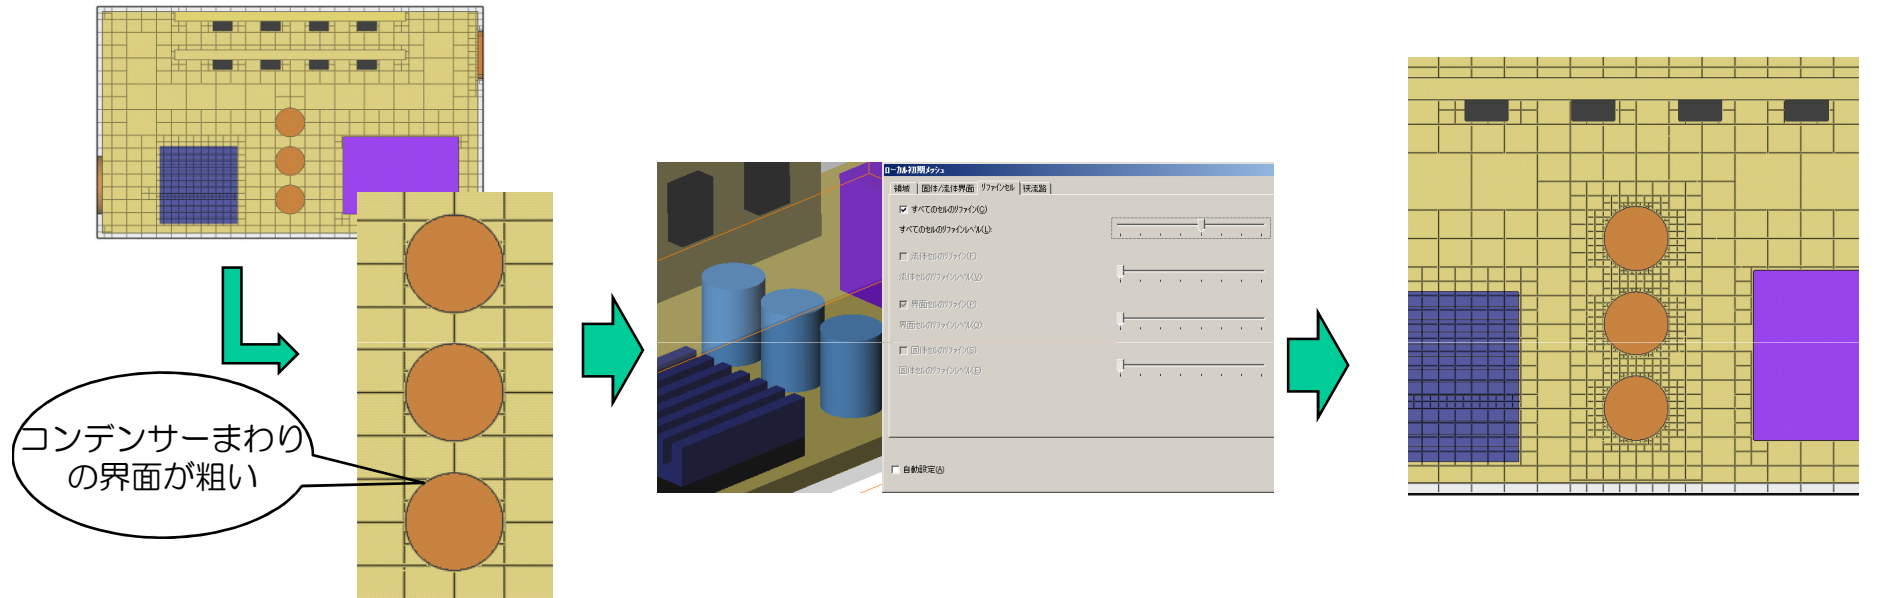 コンデンサーまわり
の界面が粗い
ローカル初期メッシュ
領域 固体/流体界面 リファインセル 狭流路
すべてのセルのリファイン(C)
すべてのセルのリファインレベル(L):
流体セルのリファイン(F)
流体セルのリファインレベル(V):
界面セルのリファイン(P)
界面セルのリファインレベル(O):
固体セルのリファイン(S)
固体セルのリファインレベル(E):
自動設定(A)